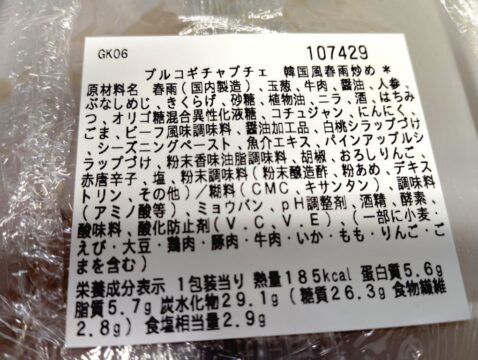 GK06 107429
プルコギチャプチェ 韓国風春雨炒め＊
原材料名 春雨(国内製造)、玉葱、牛肉、醤油、人参、
ぶなしめじ、きくらげ、砂糖、植物油、ニラ、酒、はちみ
つ、オリゴ糖混合異性化液糖、コチュジャン、にんにく、
ごま、ビーフ風味調味料、醤油加工品、白桃シラップづけ
、シーズニングペースト、魚介エキス、パインアップルシ
ラップづけ、粉末香味油脂調味料、胡椒、おろしりんご、
赤唐辛子、塩、粉末調味料(粉末醸造酢、粉あめ、デキス
トリン、その他)／糊料(CMC、キサンタン)、調味料
(アミノ酸等)、ミョウバン、pH調整剤、酒精、酵素、
酸味料、酸化防止剤(V.C、V.E)、(一部に小麦・
えび・大豆・鶏肉・豚肉・牛肉・いか・もも・りんご・ご
まを含む)
栄養成分表示 1包装当り 熱量185kcal 蛋白質5.6g
脂質5.7g 炭水化物29.1g(糖質26.3g 食物繊維
2.8g) 食塩相当量2.9g